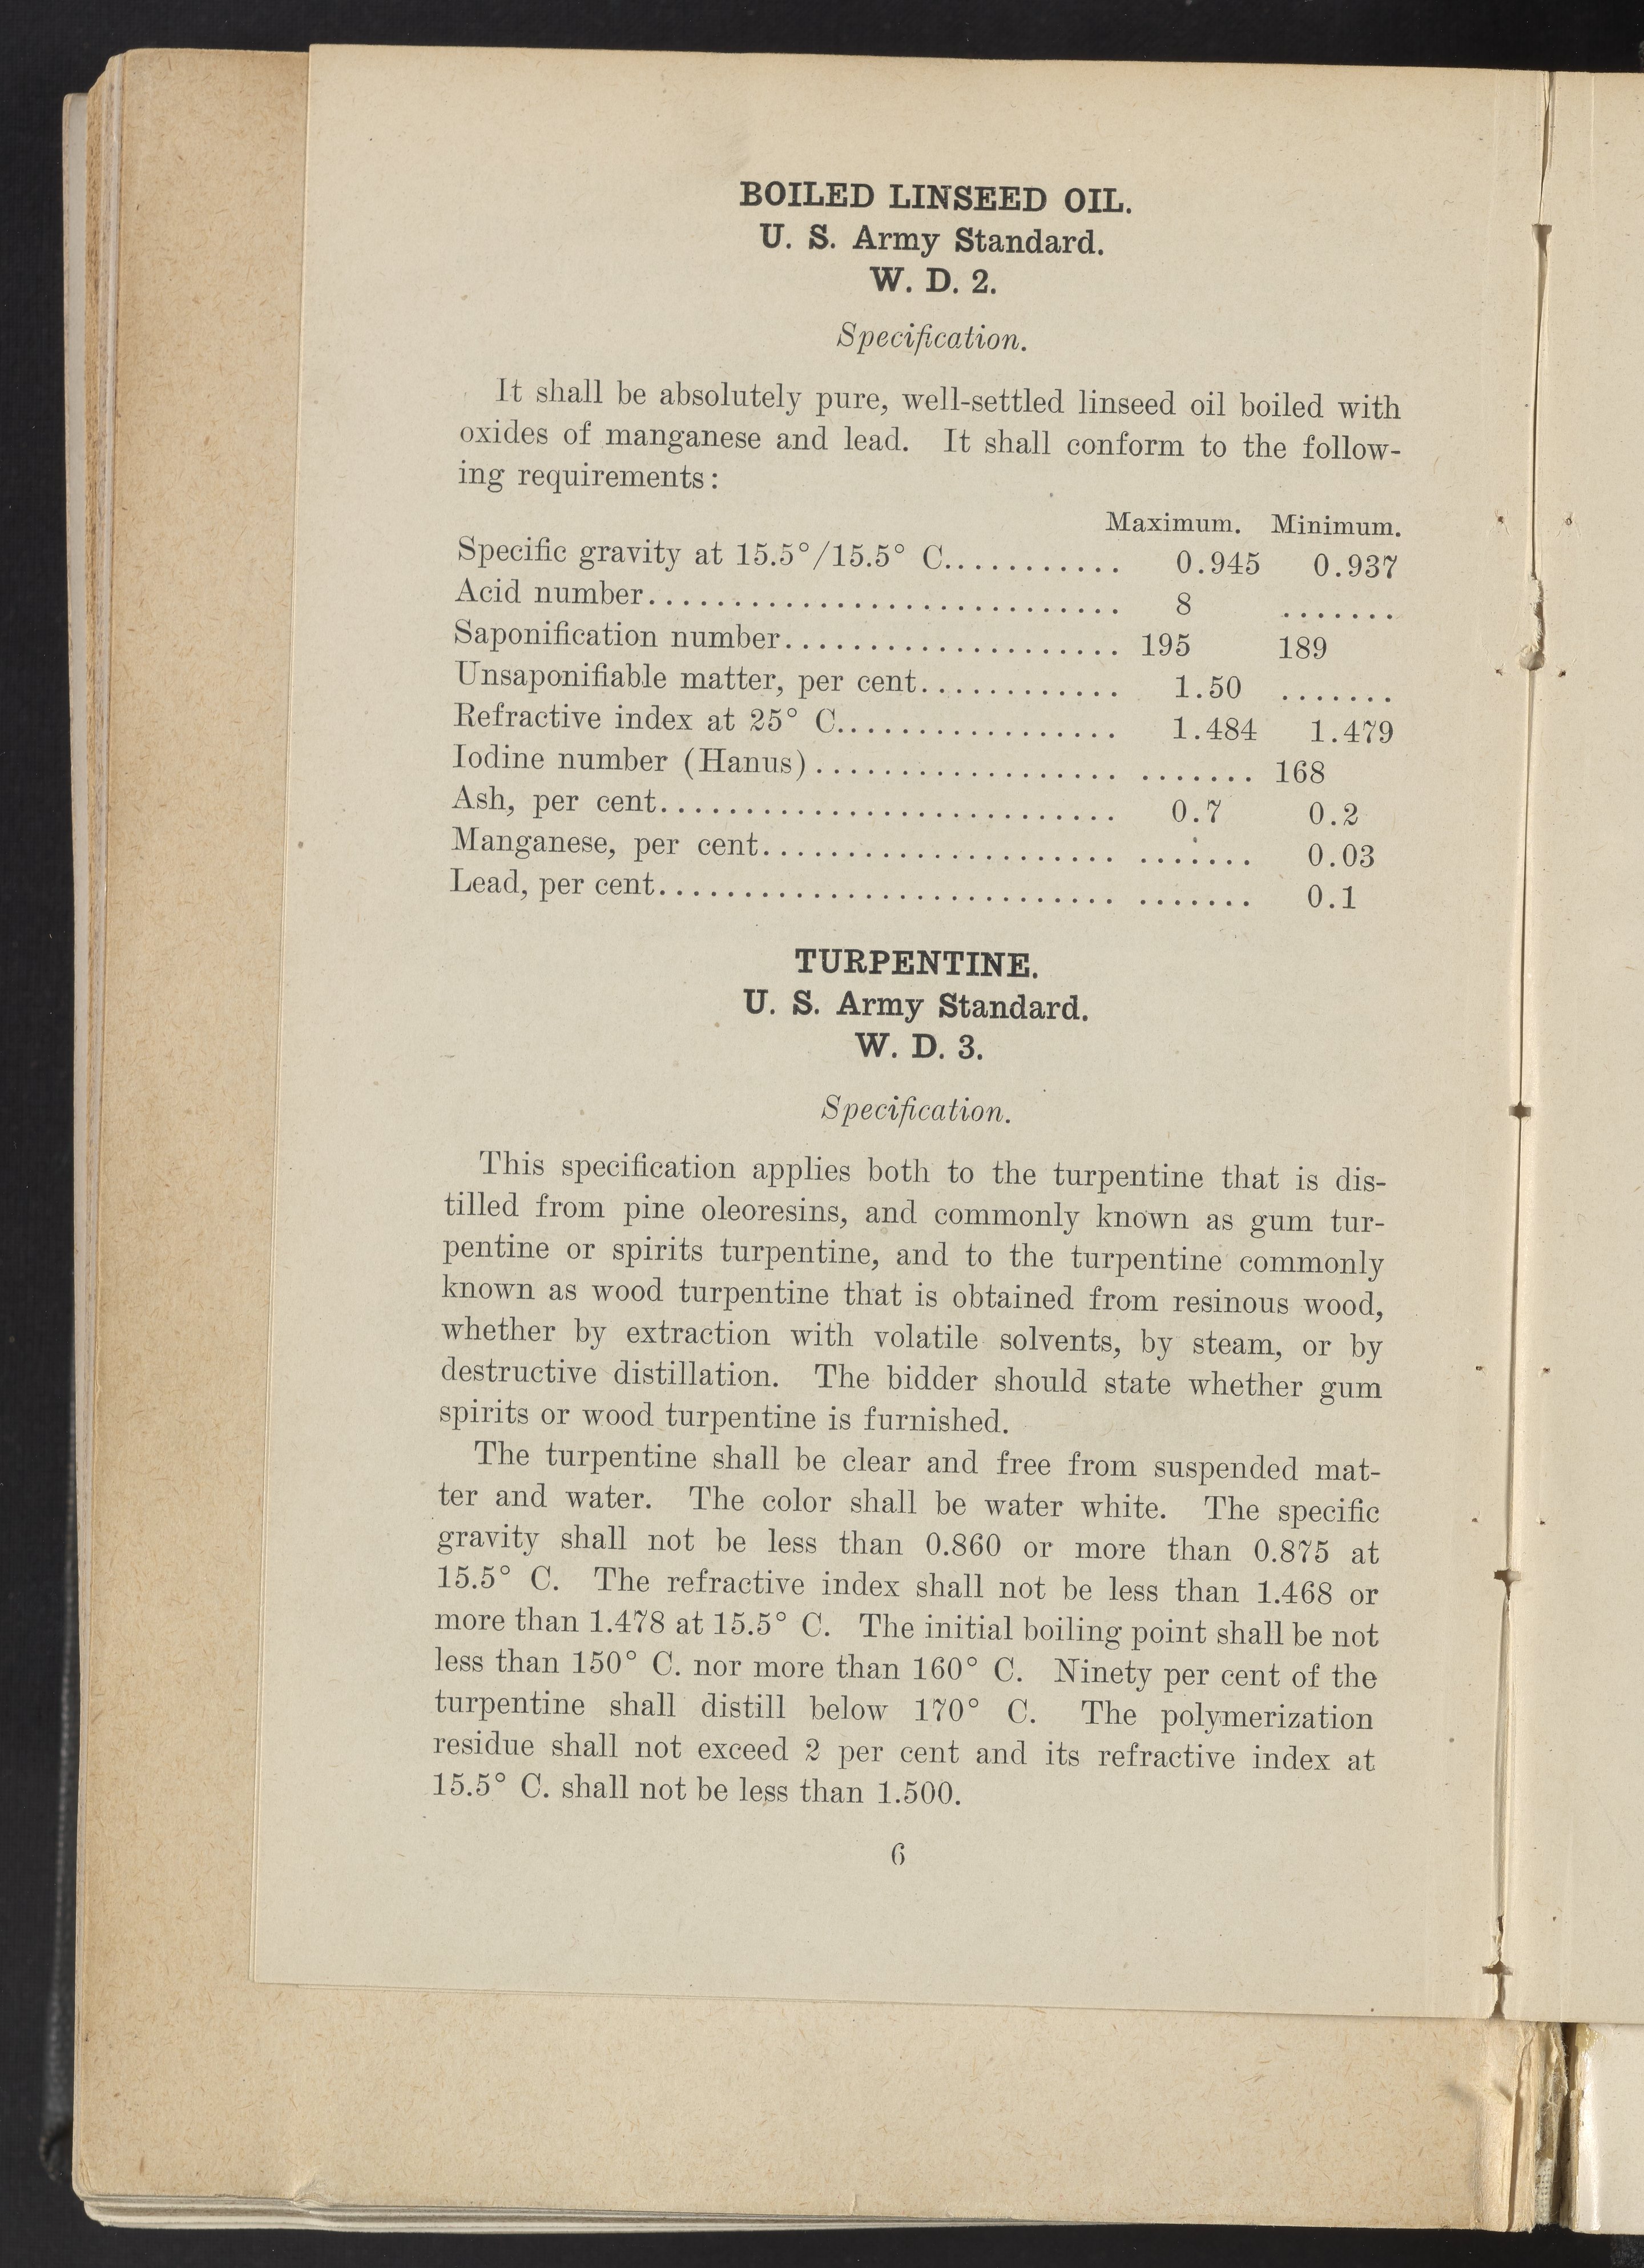 BOILED LINSEED OIL.
U. S. Army Standard.
W. D. 2.
Specification.
It shall be absolutely pure, well-settled linseed oil boiled with
oxides of manganese and lead. It shall conform to the follow-
ing requirements:
Maximum. Minimum.
Specific gravity at 15.5°/15.5° C........... 0.945 0.937
Acid number............................ 8 .......
Saponification number.................... 195 189
Unsaponifiable matter, per cent............ 1.50 .......
Refractive index at 25° C................. 1.484 1.479
Iodine number (Hanus).................. ....... 168
Ash, per cent........................... 0.7 0.2
Manganese, per cent..................... ....... 0.03
Lead, per cent........................... ....... 0.1
TURPENTINE.
U. S. Army Standard.
W. D. 3.
Specification.
This specification applies both to the turpentine that is dis-
tilled from pine oleoresins, and commonly known as gum tur-
pentine or spirits turpentine, and to the turpentine commonly
known as wood turpentine that is obtained from resinous wood,
whether by extraction with volatile solvents, by steam, or by
destructive distillation. The bidder should state whether gum
spirits or wood turpentine is furnished.
The turpentine shall be clear and free from suspended mat-
ter and water. The color shall be water white. The specific
gravity shall not be less than 0.860 or more than 0.875 at
15.5° C. The refractive index shall not be less than 1.468 or
more than 1.478 at 15.5° C. The initial boiling point shall be not
less than 150° C. nor more than 160° C. Ninety per cent of the
turpentine shall distill below 170° C. The polymerization
residue shall not exceed 2 per cent and its refractive index at
15.5° C. shall not be less than 1.500.
6